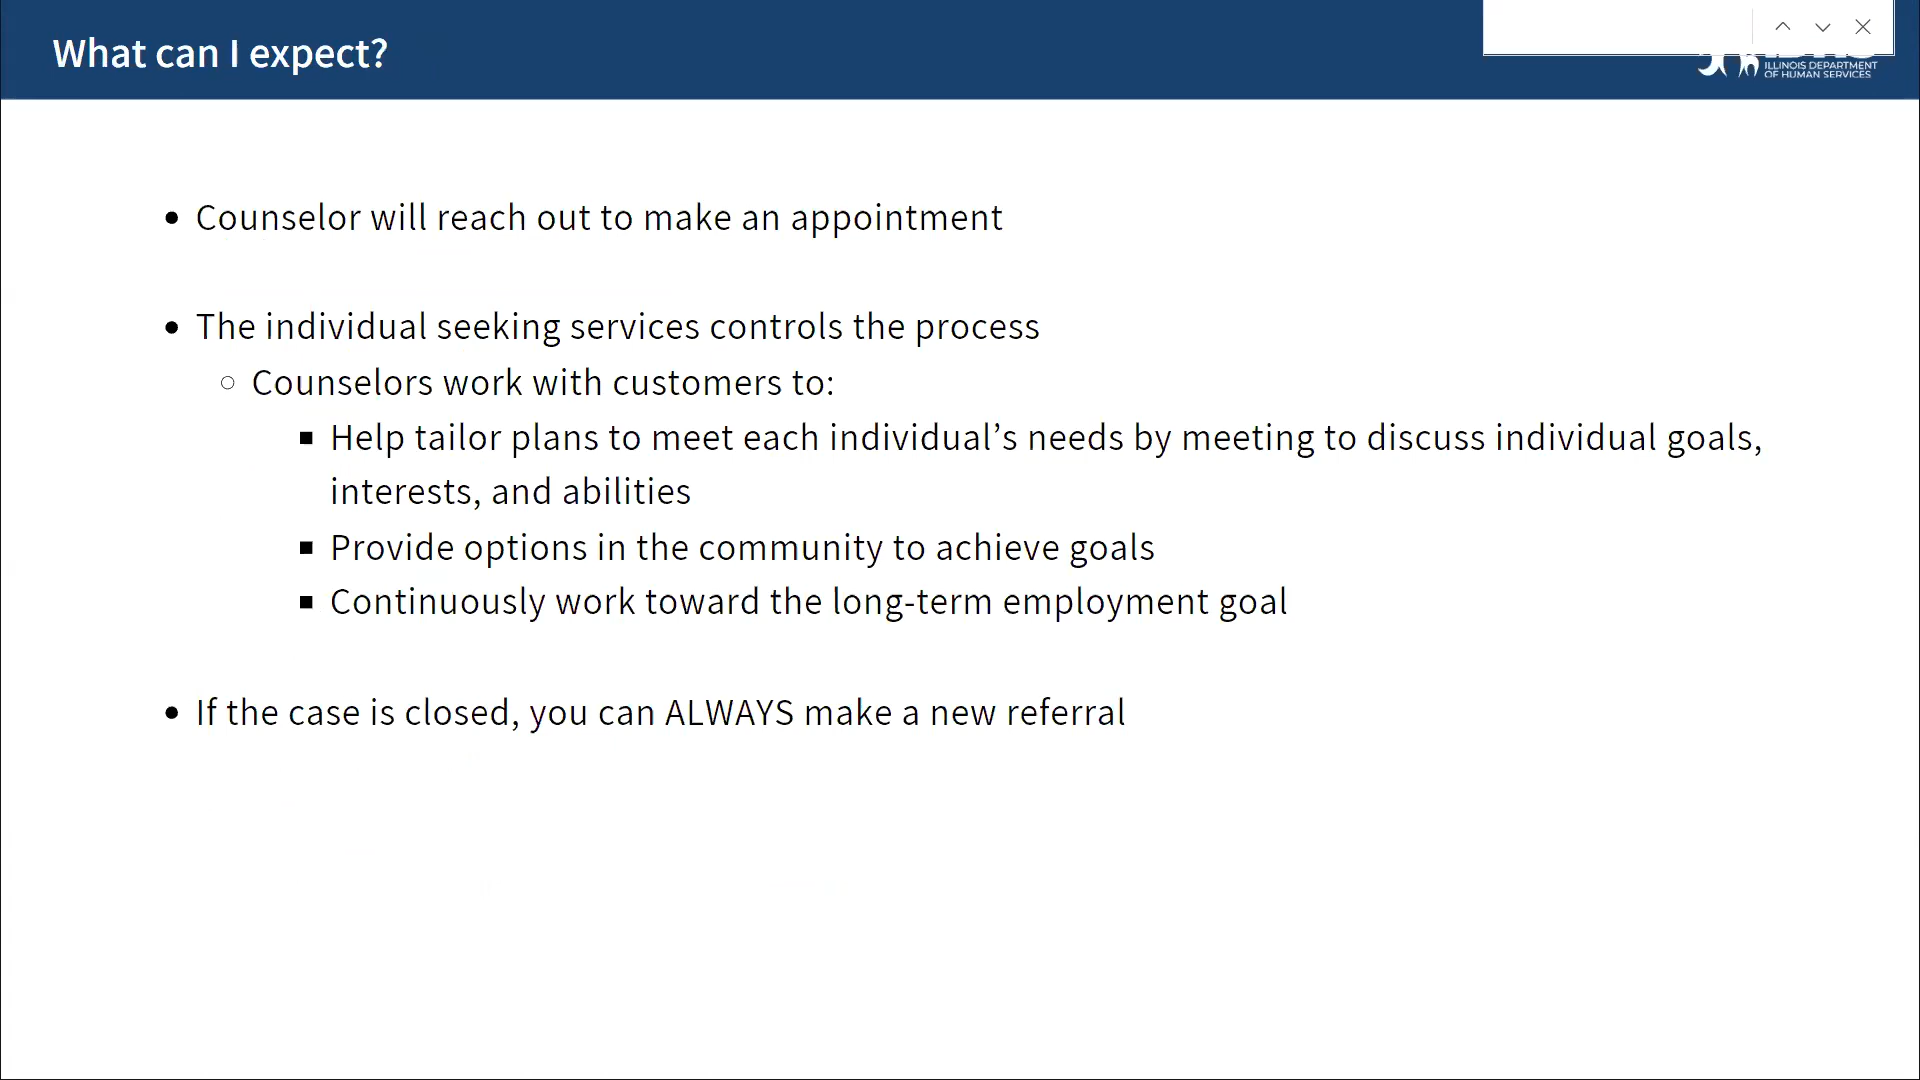 What can I expect?
ILLINOIS DEPARTMENT
OF HUMAN SERVICES
• Counselor will reach out to make an appointment
• The individual seeking services controls the process
○ Counselors work with customers to:
■ Help tailor plans to meet each individual’s needs by meeting to discuss individual goals,
interests, and abilities
■ Provide options in the community to achieve goals
■ Continuously work toward the long-term employment goal
• If the case is closed, you can ALWAYS make a new referral